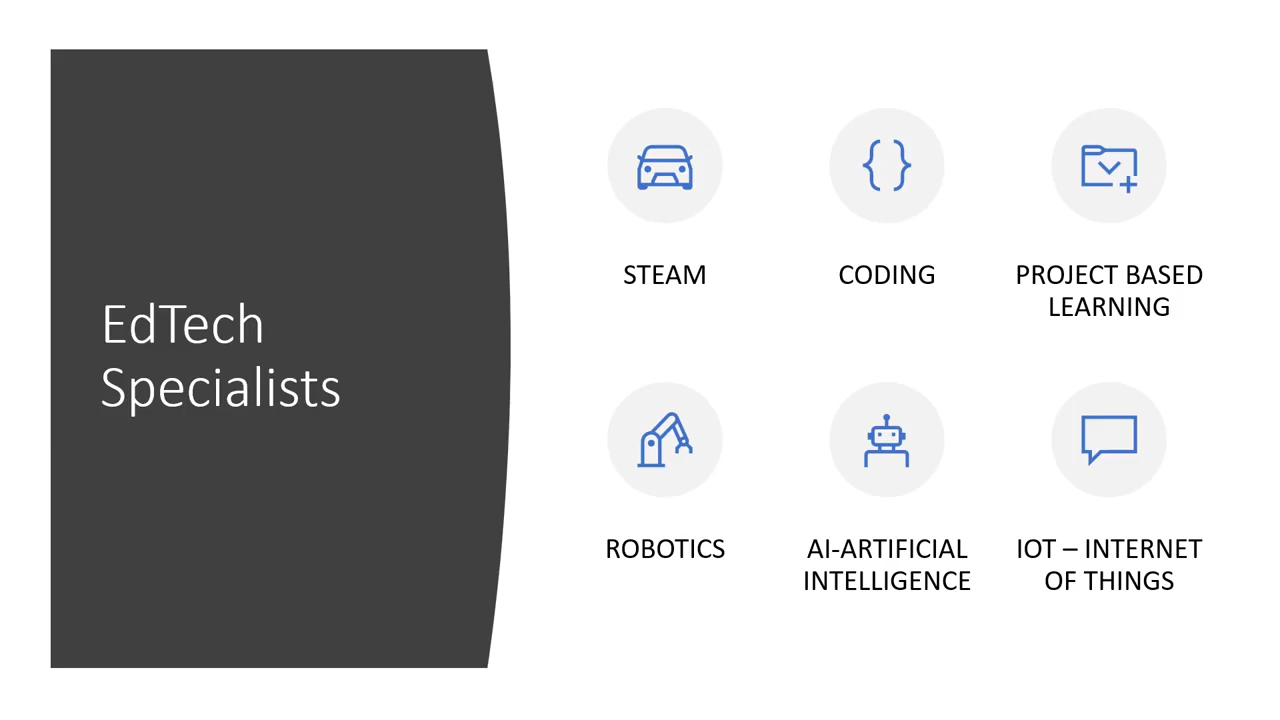 EdTech
Specialists
STEAM
CODING
PROJECT BASED
LEARNING
ROBOTICS
AI-ARTIFICIAL
INTELLIGENCE
IOT – INTERNET
OF THINGS